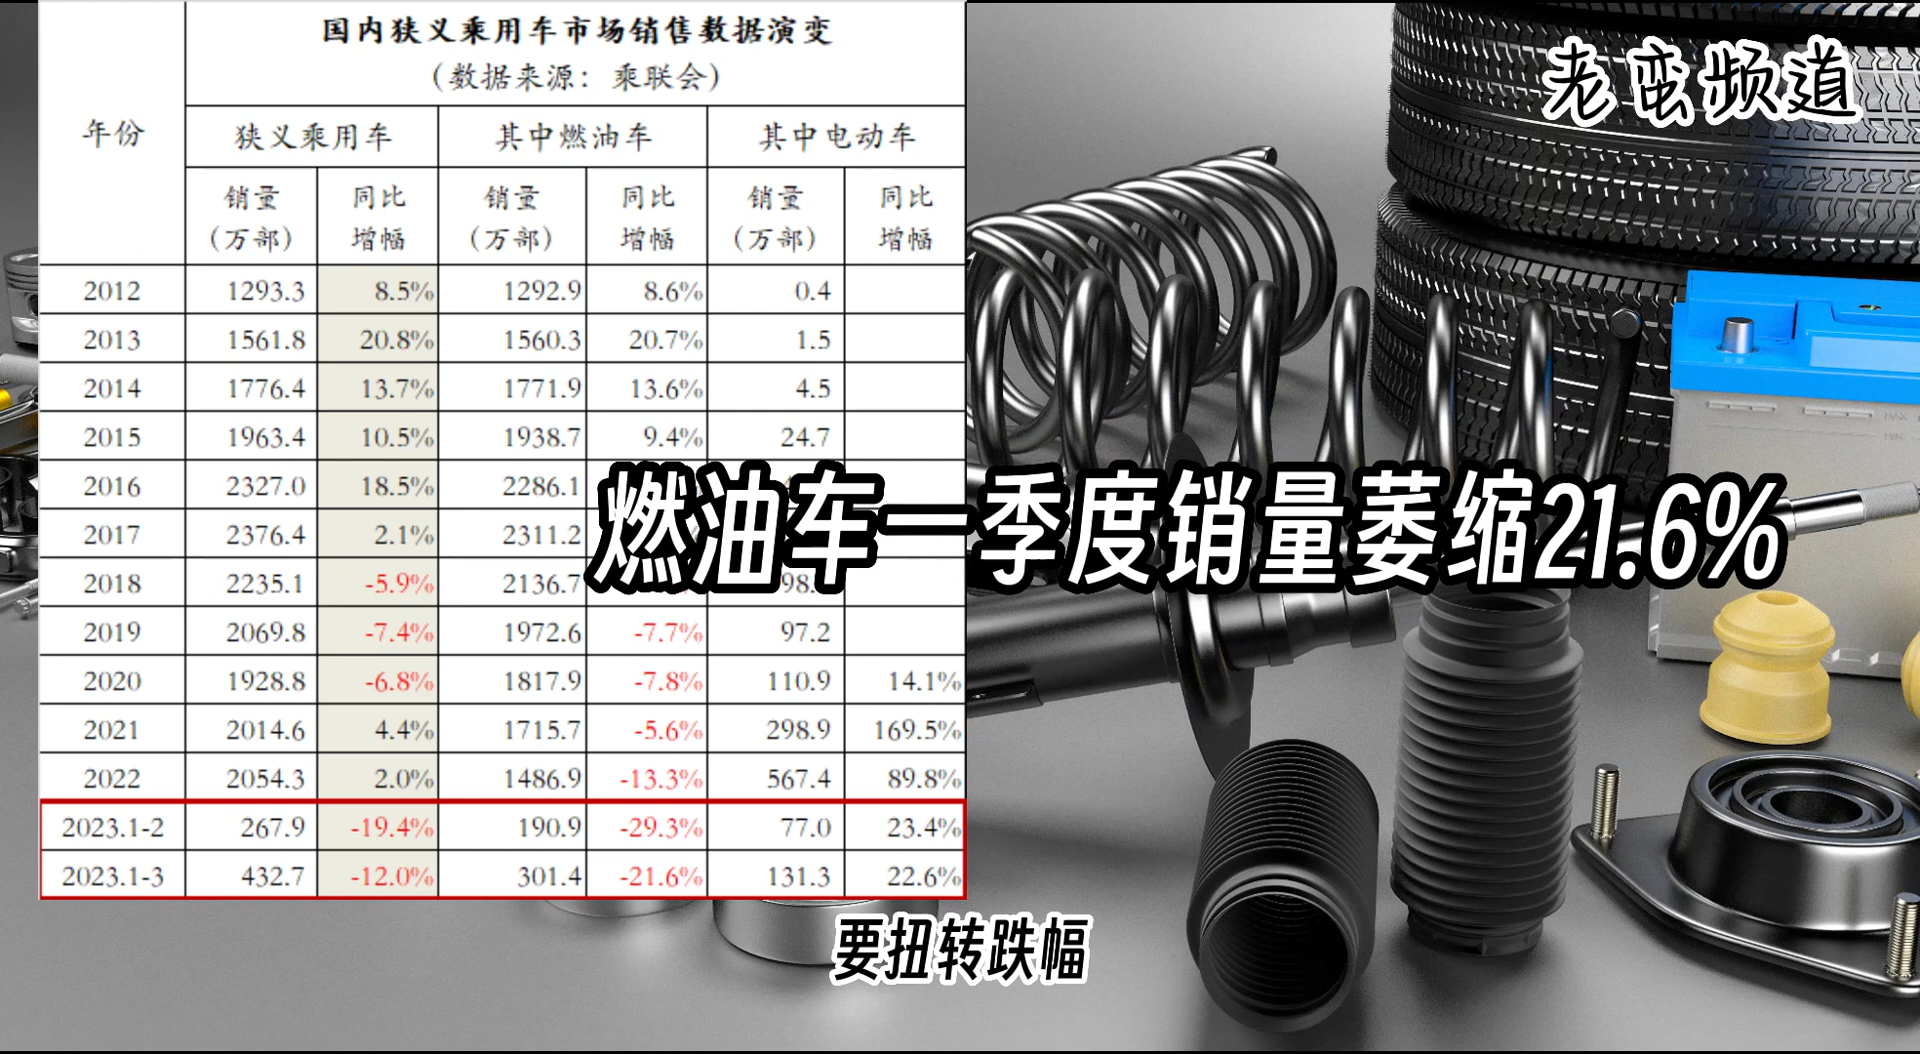 国内狭义乘用车市场销售数据演变
（数据来源：乘联会）
老蛮频道
年份 狭义乘用车 其中燃油车 其中电动车
销量（万部） 同比增幅 销量（万部） 同比增幅 销量（万部） 同比增幅
2012 1293.3 8.5% 1292.9 8.6% 0.4
2013 1561.8 20.8% 1560.3 20.7% 1.5
2014 1776.4 13.7% 1771.9 13.6% 4.5
2015 1963.4 10.5% 1938.7 9.4% 24.7
2016 2327.0 18.5% 2286.1
2017 2376.4 2.1% 2311.2
燃油车一季度销量萎缩21.6%
2018 2235.1 -5.9% 2136.7
2019 2069.8 -7.4% 1972.6 -7.7% 97.2
2020 1928.8 -6.8% 1817.9 -7.8% 110.9 14.1%
2021 2014.6 4.4% 1715.7 -5.6% 298.9 169.5%
2022 2054.3 2.0% 1486.9 -13.3% 567.4 89.8%
2023.1-2 267.9 -19.4% 190.9 -29.3% 77.0 23.4%
2023.1-3 432.7 -12.0% 301.4 -21.6% 131.3 22.6%
要扭转跌幅